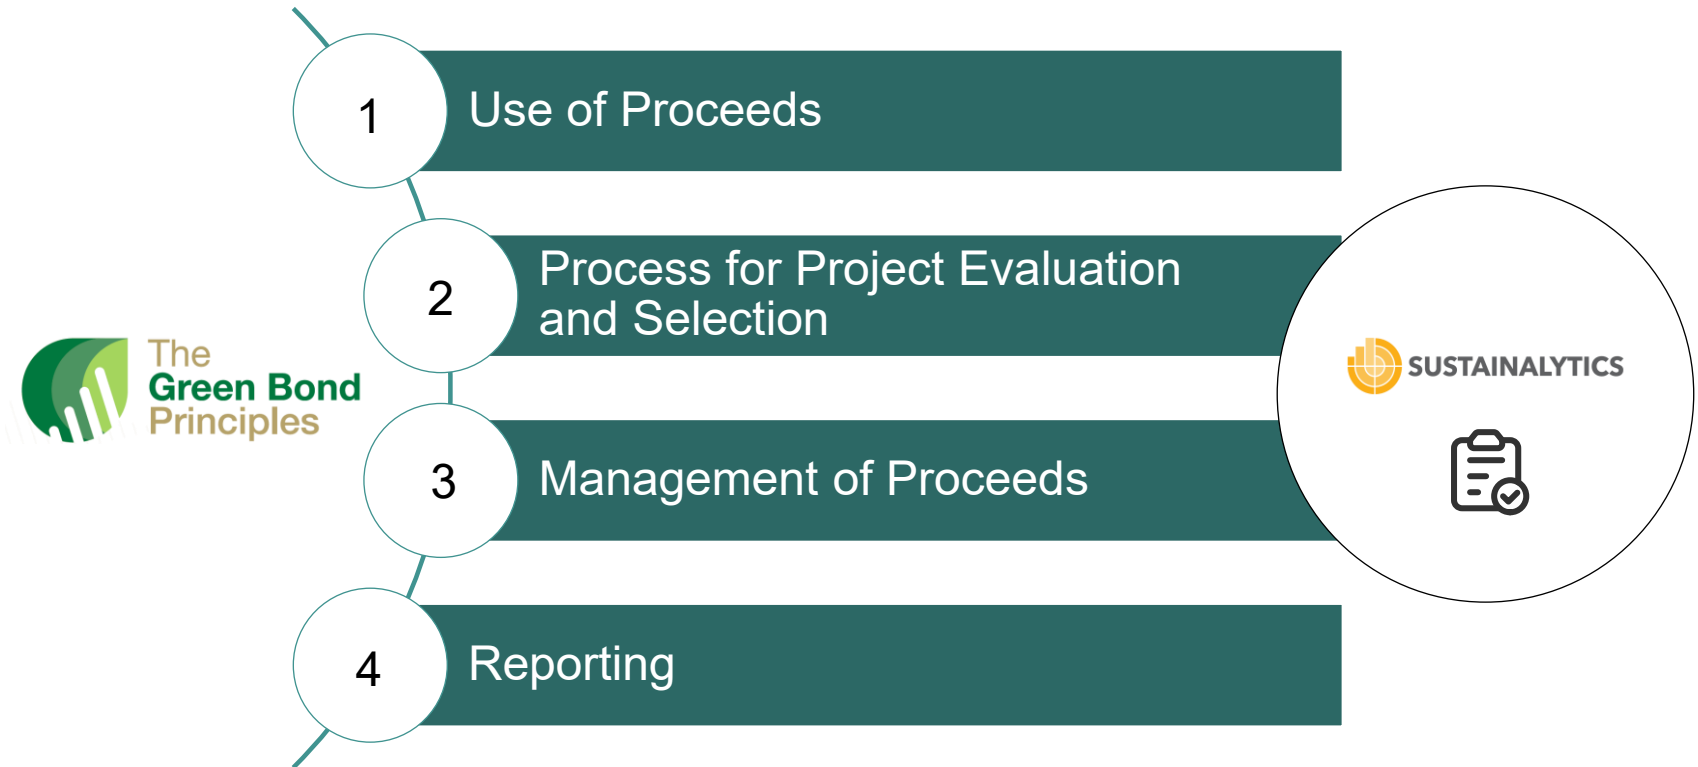 1
Use of Proceeds
2
Process for Project Evaluation
and Selection
The
Green Bond
Principles
SUSTAINALYTICS
3
Management of Proceeds
4
Reporting